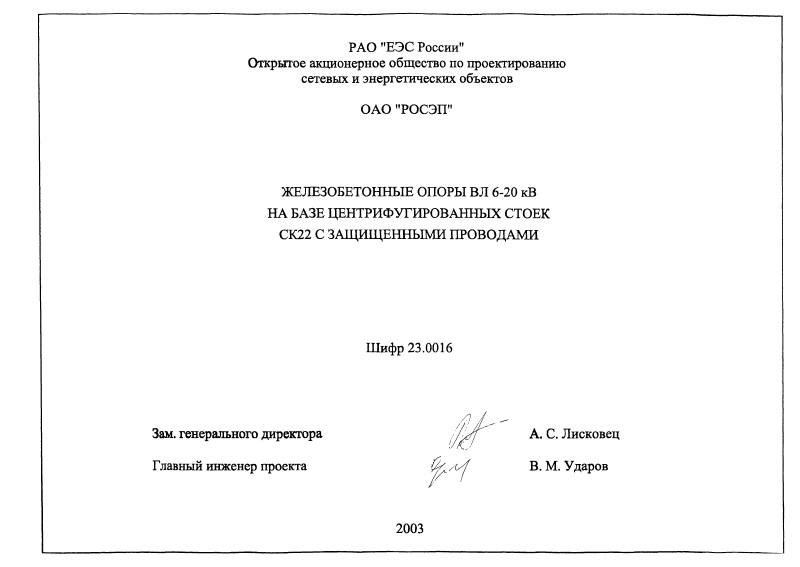 РАО "ЕЭС России"
Открытое акционерное общество по проектированию
сетевых и энергетических объектов
ОАО "РОСЭП"
ЖЕЛЕЗОБЕТОННЫЕ ОПОРЫ ВЛ 6-20 кВ
НА БАЗЕ ЦЕНТРИФУГИРОВАННЫХ СТОЕК
СК22 С ЗАЩИЩЕННЫМИ ПРОВОДАМИ
Шифр 23.0016
Зам. генерального директора А. С. Лисковец
Главный инженер проекта В. М. Ударов
2003